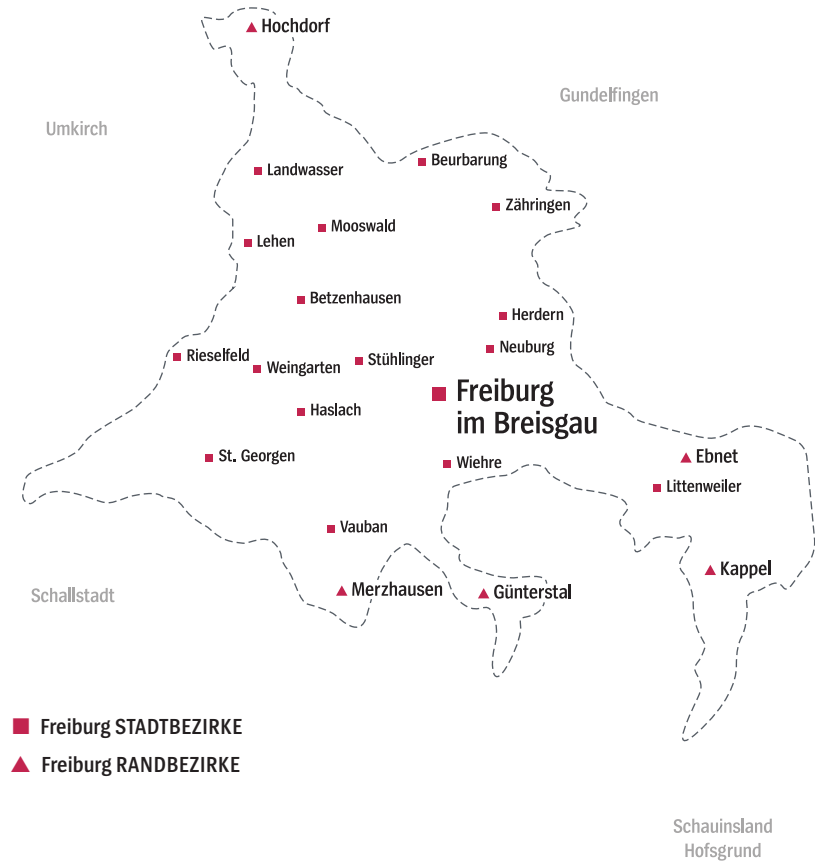 Hochdorf
Gundelfingen
Umkirch
Beurbarung
Landwasser
Zähringen
Mooswald
Lehen
Betzenhausen
Herdern
Neuburg
Rieselfeld
Stühlinger
Weingarten
Freiburg
im Breisgau
Haslach
St. Georgen
Wiehre
Ebnet
Littenweiler
Vauban
Kappel
Schallstadt
Merzhausen
Günterstal
Freiburg STADTBEZIRKE
Freiburg RANDBEZIRKE
Schauinsland
Hofsgrund